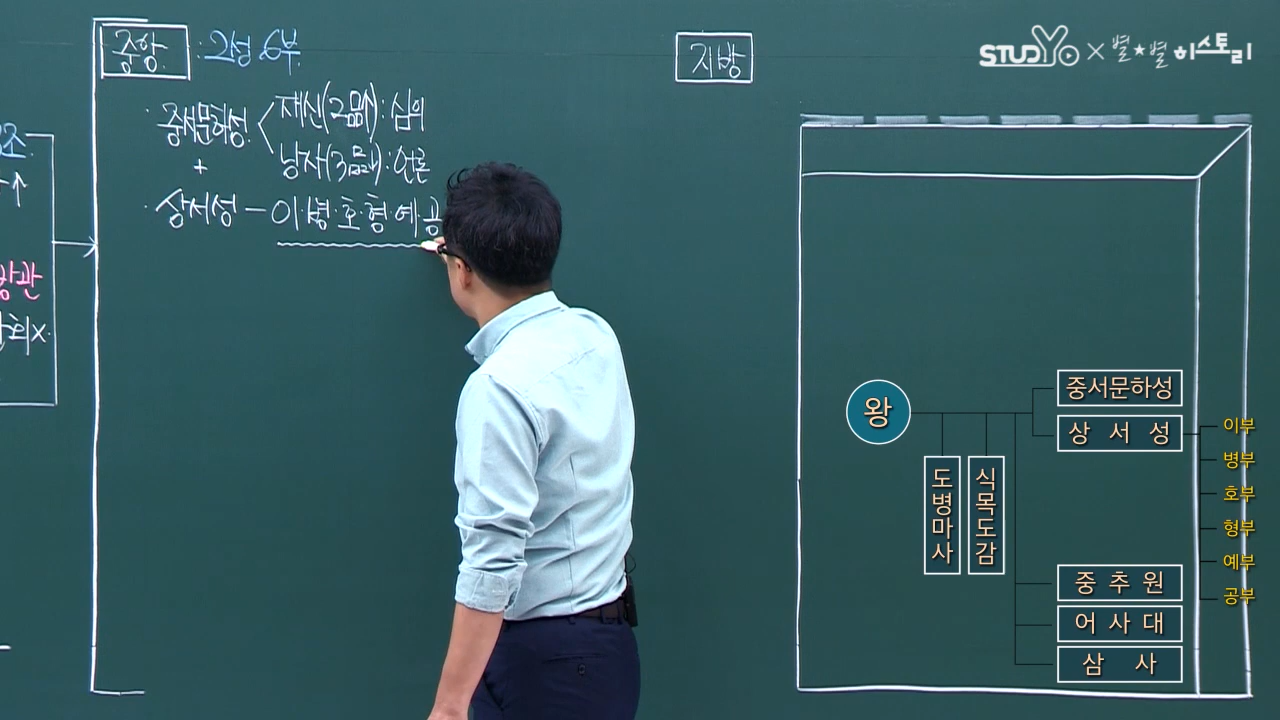 중앙 : 2성 6부
· 중서문하성 재신(2품↑) : 심의
낭사(3품↓) : 언론
+
· 상서성 - 이·병·호·형·예·공
조
↑
관
회x
지방
STUDYO × 별★별 히스토리
왕
도병마사
식목도감
중서문하성
상서성
이부
병부
호부
형부
예부
공부
중추원
어사대
삼사